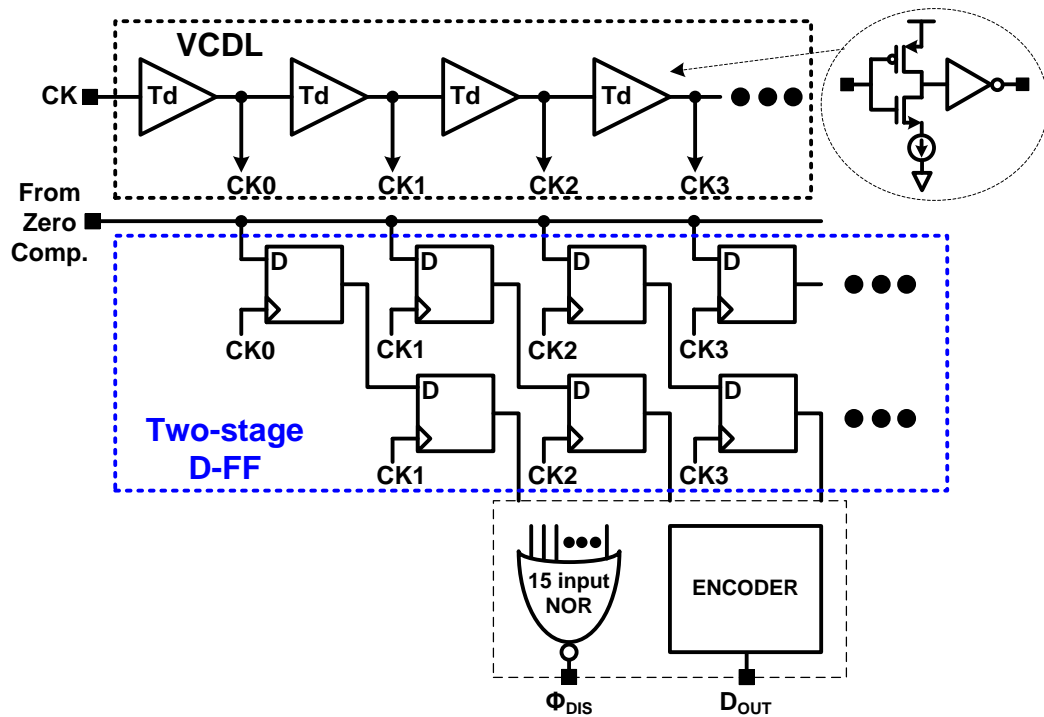 VCDL
CK
Td
Td
Td
Td
CK0
CK1
CK2
CK3
From
Zero
Comp.
D
D
D
D
CK0
CK1
CK2
CK3
D
D
D
CK1
CK2
CK3
Two-stage
D-FF
15 input
NOR
ENCODER
ΦDIS
DOUT